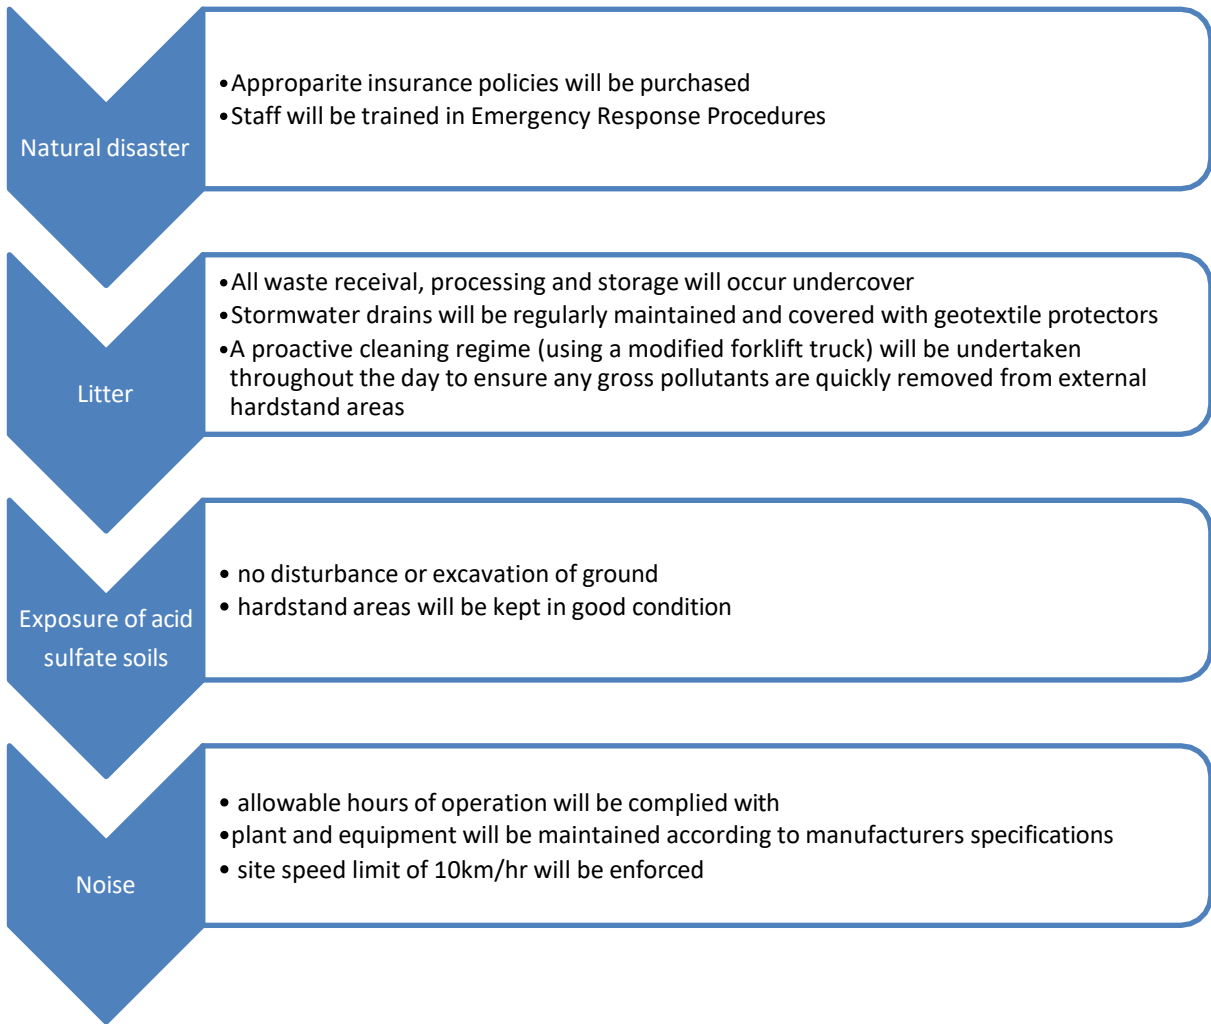 Natural disaster
•Approparite insurance policies will be purchased
•Staff will be trained in Emergency Response Procedures
Litter
•All waste receival, processing and storage will occur undercover
•Stormwater drains will be regularly maintained and covered with geotextile protectors
•A proactive cleaning regime (using a modified forklift truck) will be undertaken
throughout the day to ensure any gross pollutants are quickly removed from external
hardstand areas
Exposure of acid
sulfate soils
• no disturbance or excavation of ground
• hardstand areas will be kept in good condition
Noise
• allowable hours of operation will be complied with
•plant and equipment will be maintained according to manufacturers specifications
• site speed limit of 10km/hr will be enforced